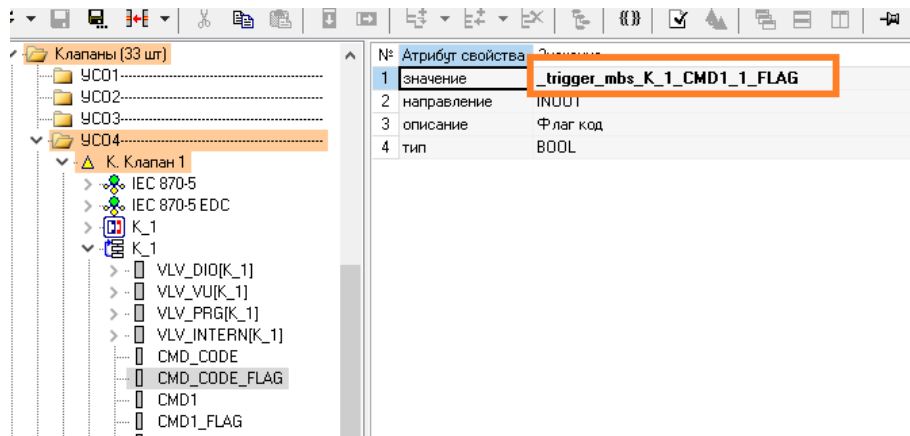 Клапаны (33 шт)
УСО1
УСО2
УСО3
УСО4
К. Клапан 1
IEC 870-5
IEC 870-5 EDC
K_1
K_1
VLV_DIO[K_1]
VLV_VU[K_1]
VLV_PRG[K_1]
VLV_INTERN[K_1]
CMD_CODE
CMD_CODE_FLAG
CMD1
CMD1_FLAG
№ Атрибут свойства Значение
1 значение _trigger_mbs_K_1_CMD1_1_FLAG
2 направление INOUT
3 описание Флаг код
4 тип BOOL